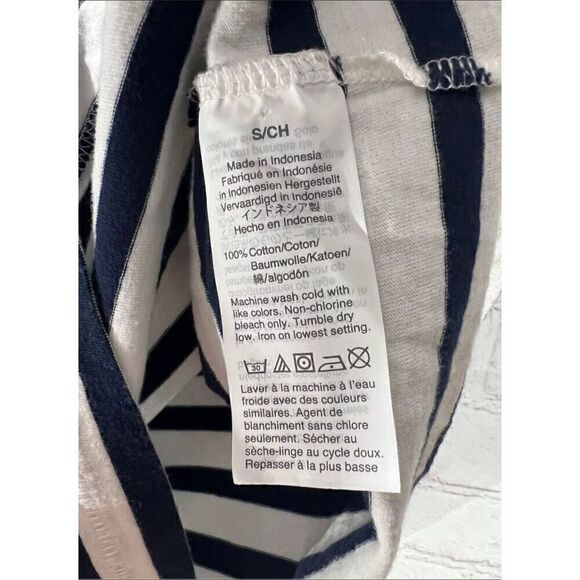 S/CH
Made in Indonesia
Fabriqué en Indonésie
in Indonesien Hergestellt
Vervaardigd in Indonesië
インドネシア製
Hecho en Indonesia
100% Cotton/Coton/
Baumwolle/Katoen/
綿/algodón
Machine wash cold with
like colors. Non-chlorine
bleach only. Tumble dry
low. Iron on lowest setting.
30
Laver à la machine à l'eau
froide avec des couleurs
similaires. Agent de
blanchiment sans chlore
seulement. Sécher au
sèche-linge au cycle doux.
Repasser à la plus basse